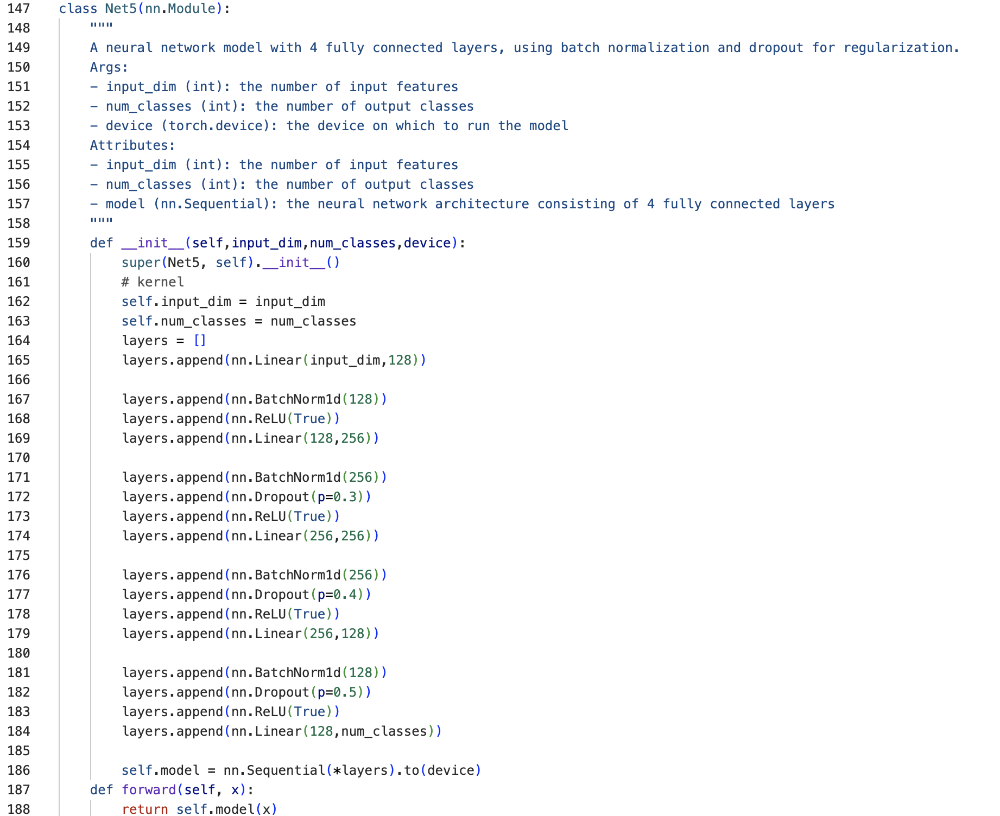 147 class Net5(nn.Module):
148     """
149     A neural network model with 4 fully connected layers, using batch normalization and dropout for regularization.
150     Args:
151     - input_dim (int): the number of input features
152     - num_classes (int): the number of output classes
153     - device (torch.device): the device on which to run the model
154     Attributes:
155     - input_dim (int): the number of input features
156     - num_classes (int): the number of output classes
157     - model (nn.Sequential): the neural network architecture consisting of 4 fully connected layers
158     """
159     def __init__(self,input_dim,num_classes,device):
160         super(Net5, self).__init__()
161         # kernel
162         self.input_dim = input_dim
163         self.num_classes = num_classes
164         layers = []
165         layers.append(nn.Linear(input_dim,128))
166
167         layers.append(nn.BatchNorm1d(128))
168         layers.append(nn.ReLU(True))
169         layers.append(nn.Linear(128,256))
170
171         layers.append(nn.BatchNorm1d(256))
172         layers.append(nn.Dropout(p=0.3))
173         layers.append(nn.ReLU(True))
174         layers.append(nn.Linear(256,256))
175
176         layers.append(nn.BatchNorm1d(256))
177         layers.append(nn.Dropout(p=0.4))
178         layers.append(nn.ReLU(True))
179         layers.append(nn.Linear(256,128))
180
181         layers.append(nn.BatchNorm1d(128))
182         layers.append(nn.Dropout(p=0.5))
183         layers.append(nn.ReLU(True))
184         layers.append(nn.Linear(128,num_classes))
185
186         self.model = nn.Sequential(*layers).to(device)
187     def forward(self, x):
188         return self.model(x)